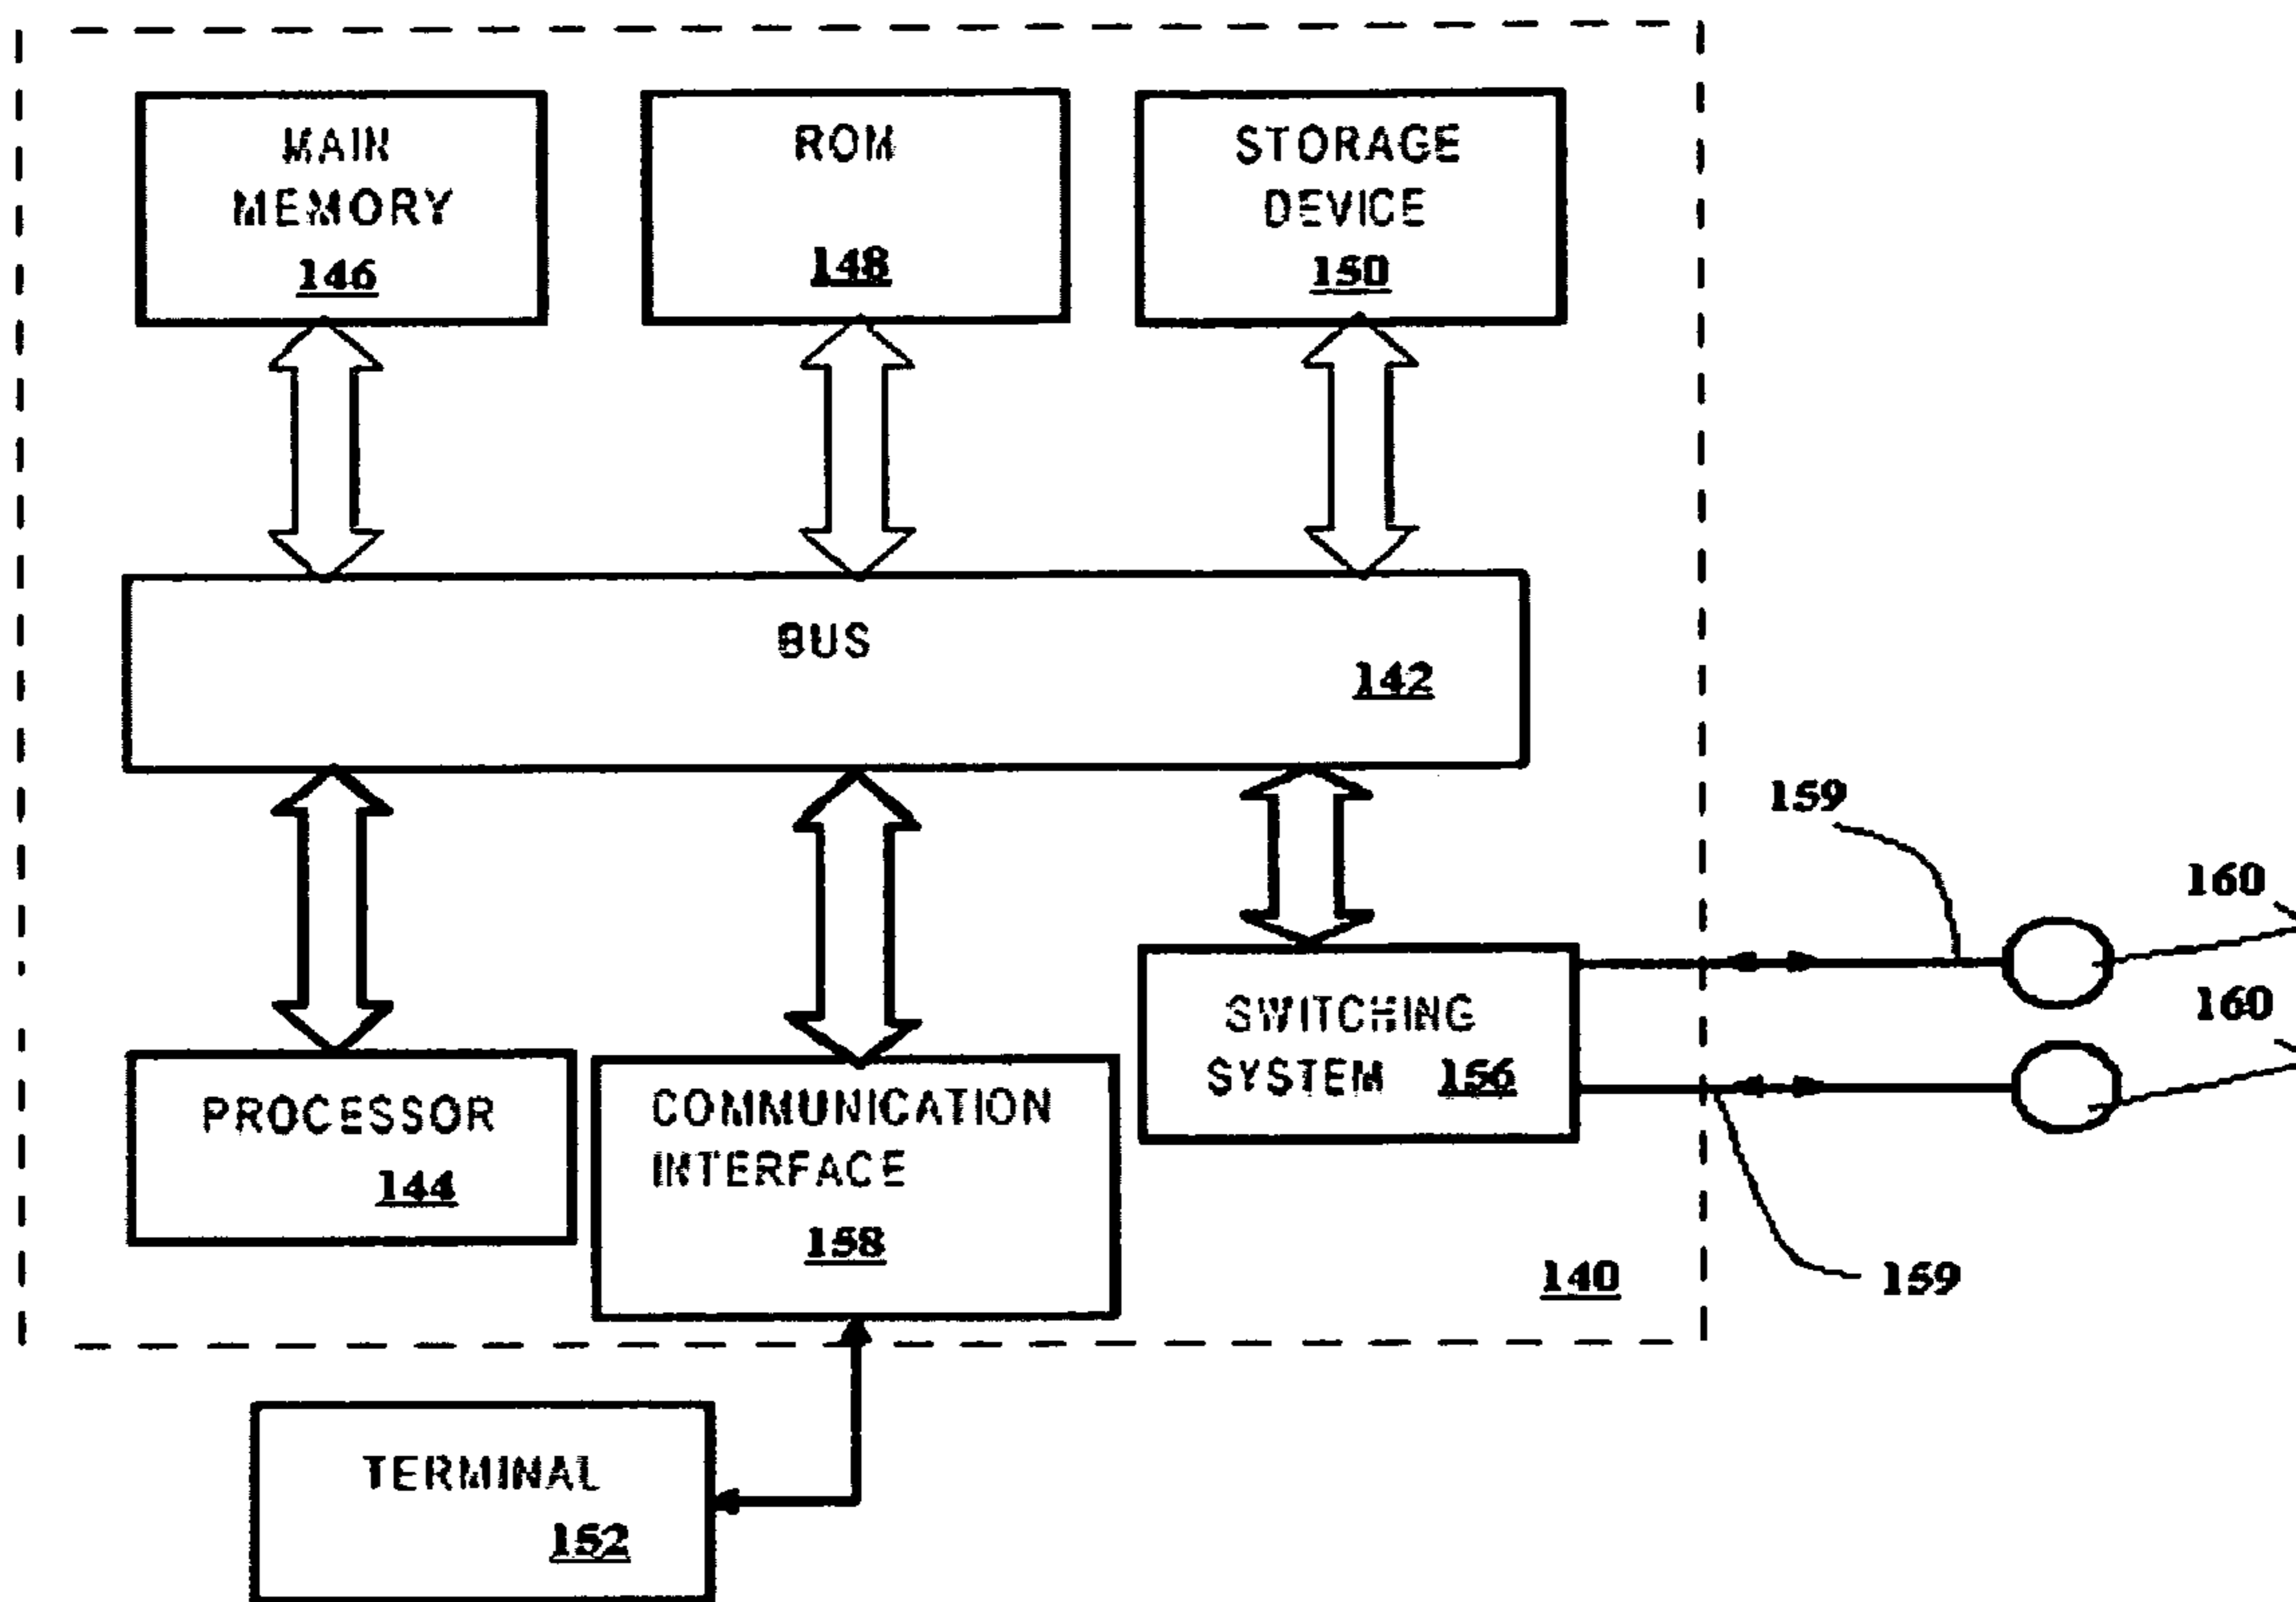 MAIN
MEMORY
146
ROM
148
STORAGE
DEVICE
150
BUS
142
159
160
160
PROCESSOR
144
COMMUNICATION
INTERFACE
158
SWITCHING
SYSTEM 156
140
159
TERMINAL
152